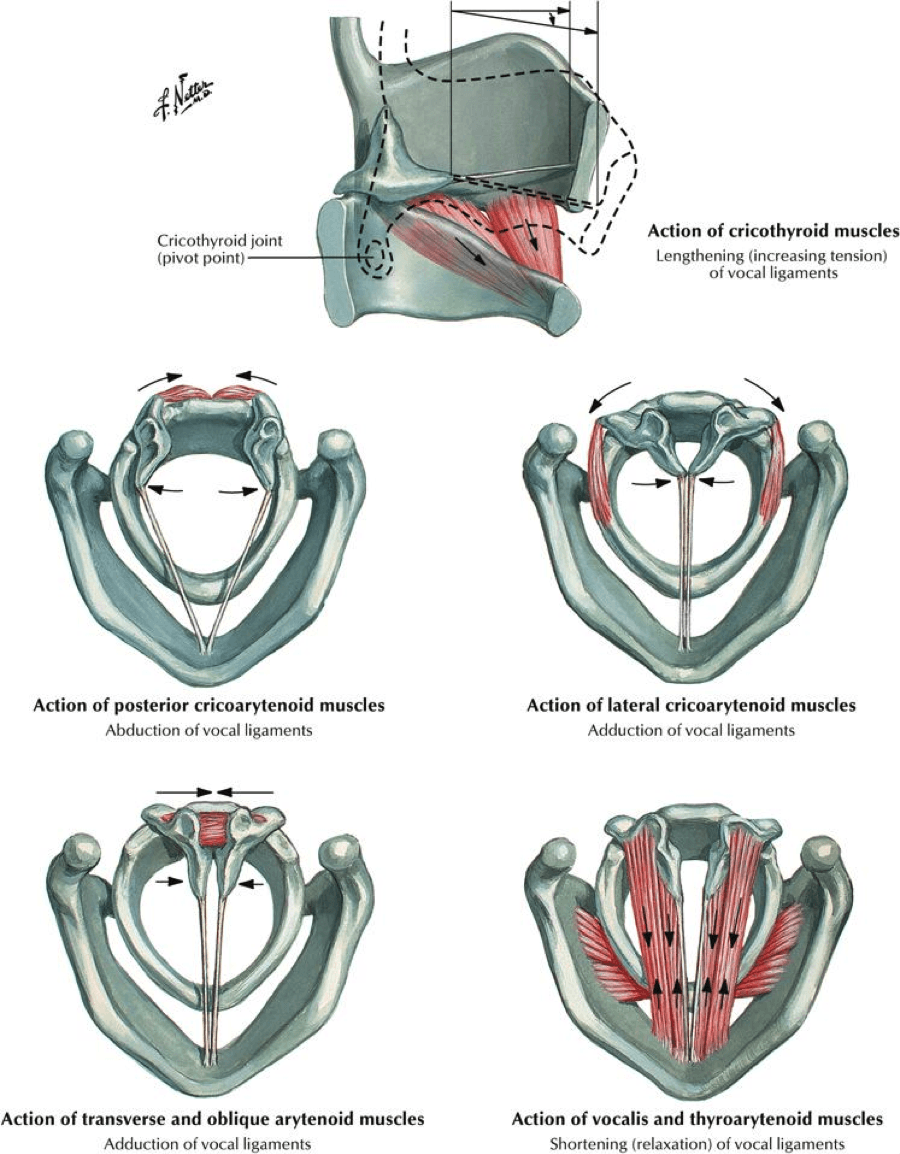 F. Netter
M.D.
Cricothyroid joint
(pivot point)
Action of cricothyroid muscles
Lengthening (increasing tension)
of vocal ligaments
Action of posterior cricoarytenoid muscles
Abduction of vocal ligaments
Action of lateral cricoarytenoid muscles
Adduction of vocal ligaments
Action of transverse and oblique arytenoid muscles
Adduction of vocal ligaments
Action of vocalis and thyroarytenoid muscles
Shortening (relaxation) of vocal ligaments